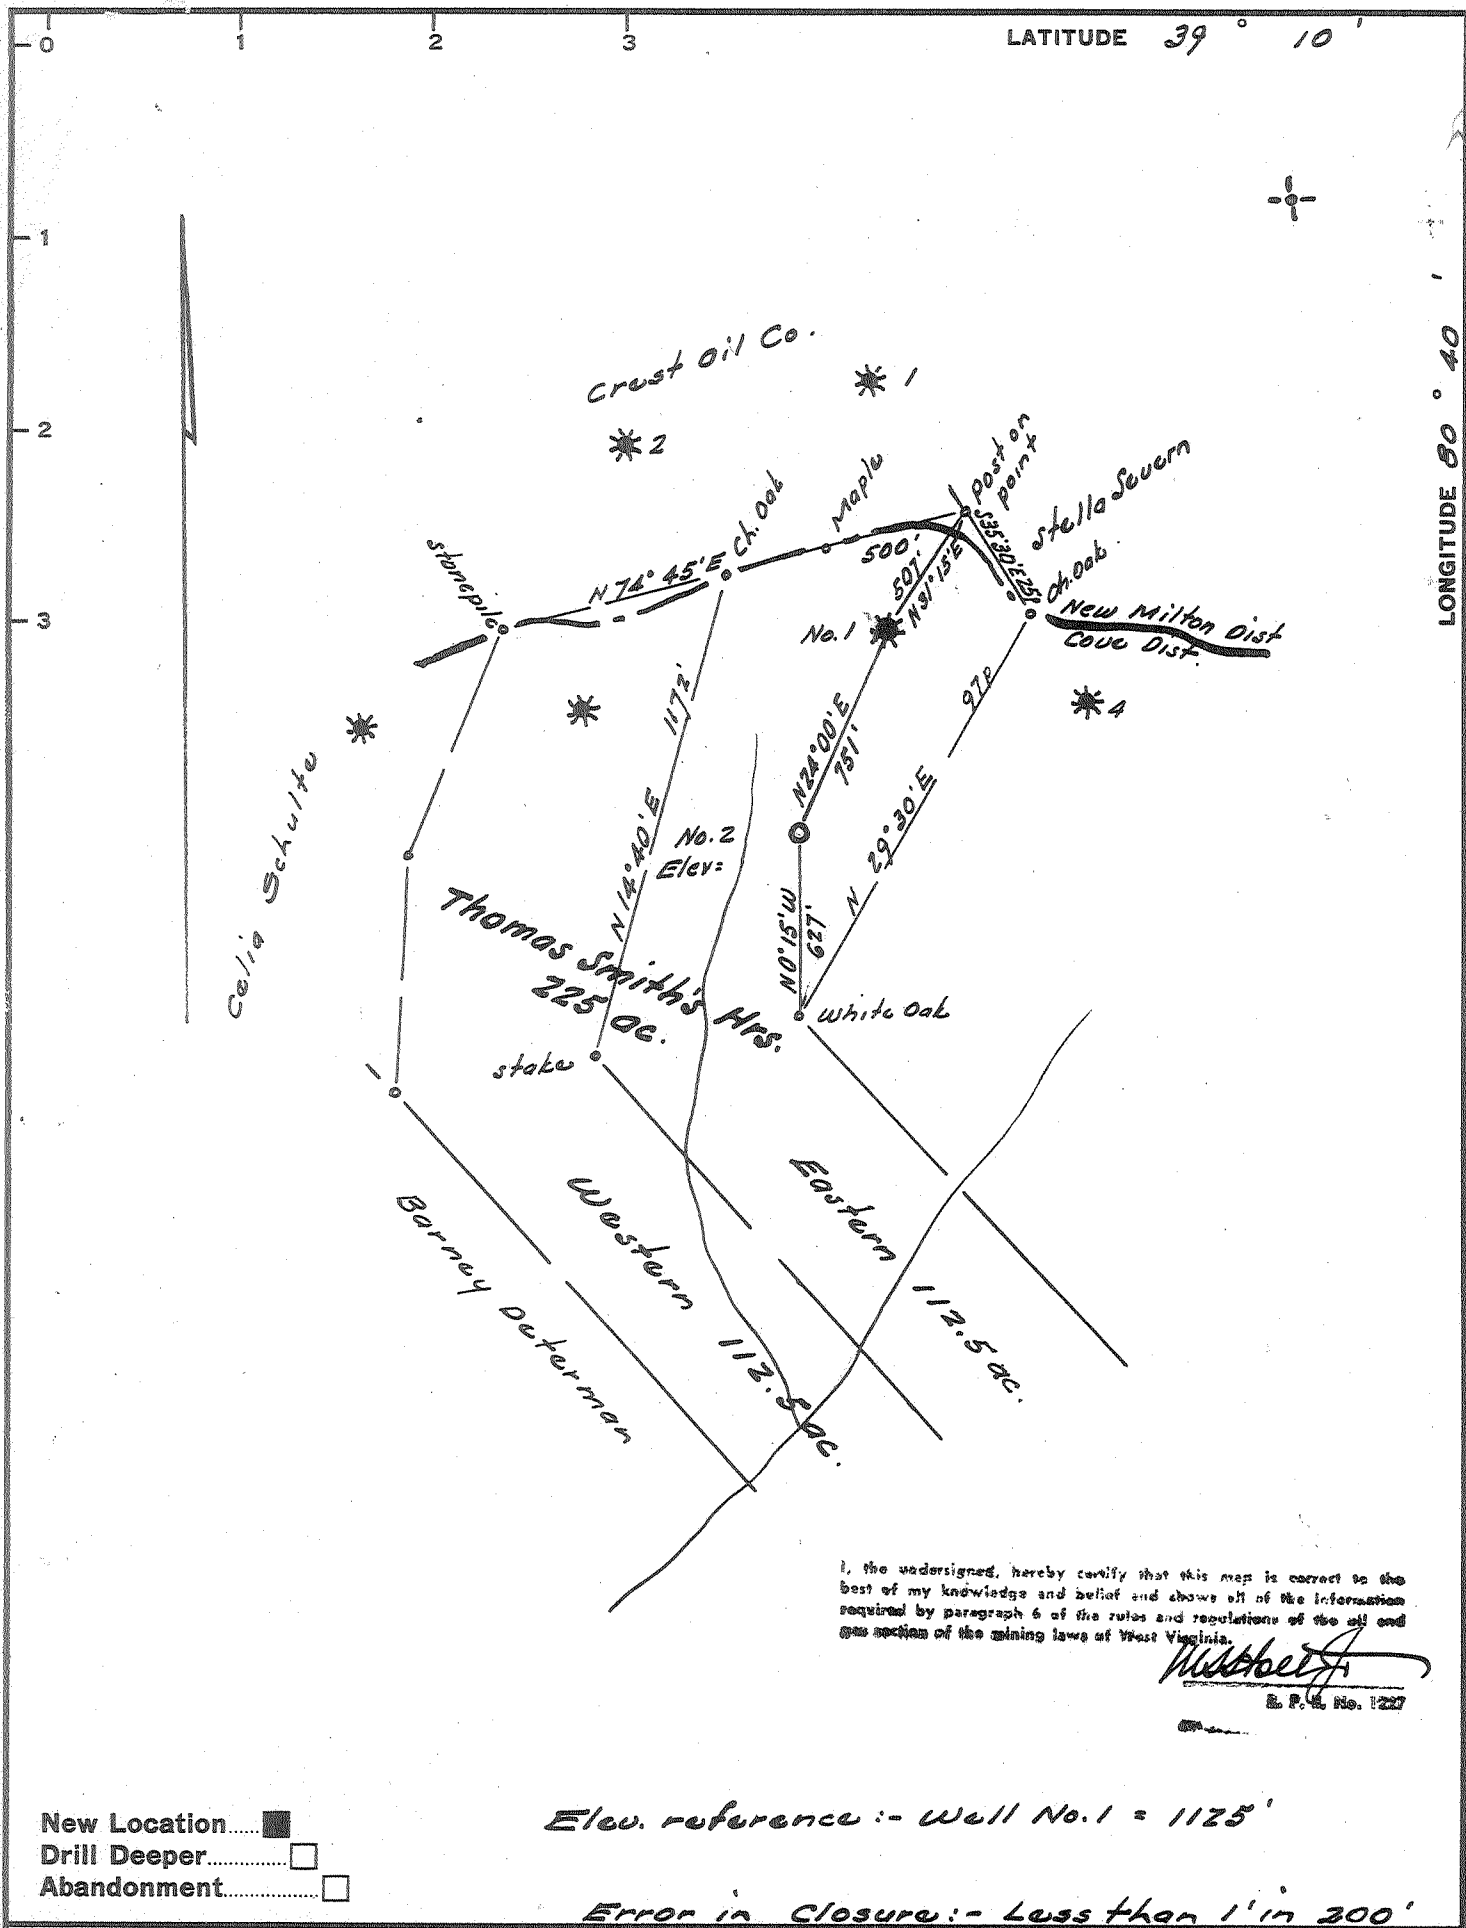 0 1 2 3
LATITUDE 39 ° 10 '
1
2
3
LONGITUDE 80 ° 40 '
Crest Oil Co.
1
2
Post on
point
Stella Severn
Maple
Ch. Oak
stonepile
N 74° 45' E
500'
507'
N 31° 15' E
S35°30'E 25P
Ch. Oak
New Milton Dist
Cove Dist.
No. 1
4
97P
1172'
N24°00'E
751'
N 29° 30' E
N 14° 40' E
No. 2
Elev=
Celia Schulte
Thomas Smith's Hrs.
225 ac.
N0°15'W
627'
White Oak
stake
Barney Determan
Western 112.5 ac.
Eastern 112.5 ac.
I, the undersigned, hereby certify that this map is correct to the
best of my knowledge and belief and shows all of the information
required by paragraph 6 of the rules and regulations of the oil and
gas section of the mining laws of West Virginia.
No. 1227
New Location.....
Drill Deeper.............
Abandonment...............
Elev. reference :- Well No. 1 = 1125'
Error in Closure :- Less than 1' in 200'